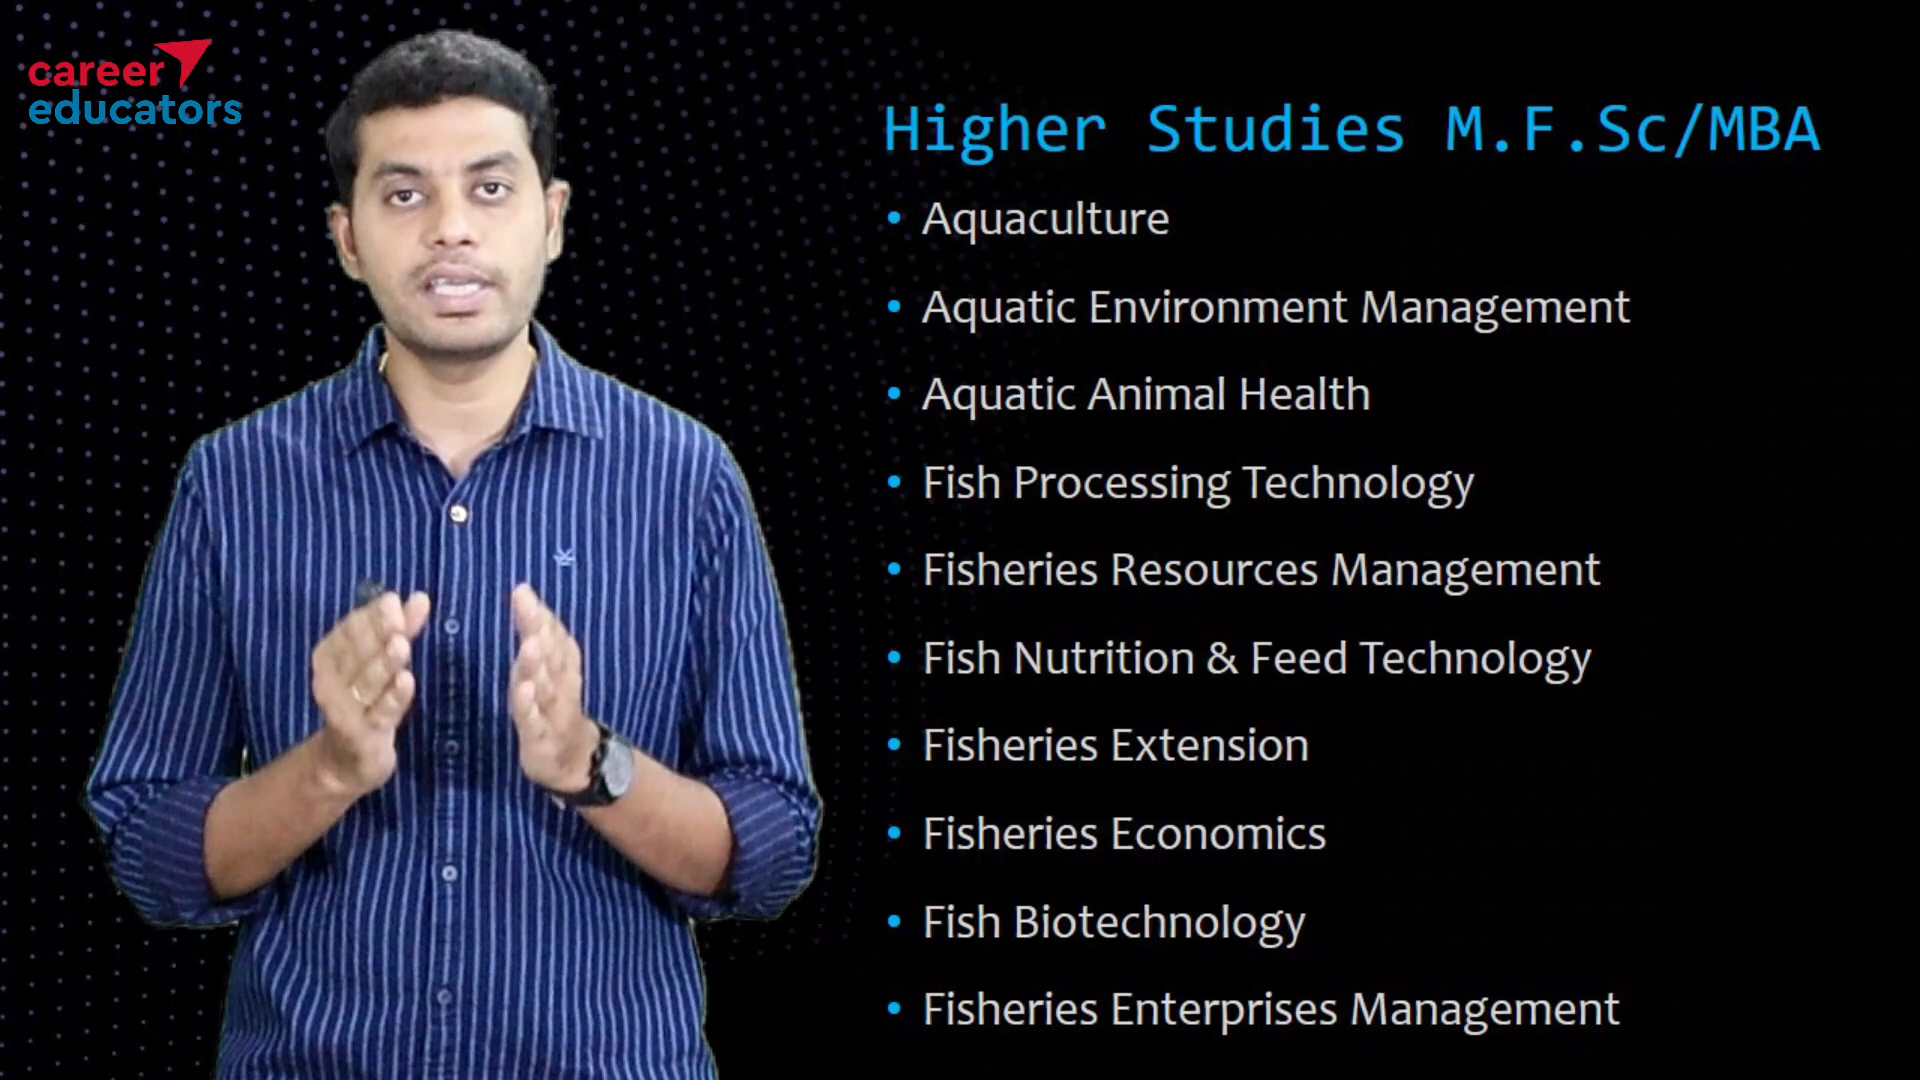 career
educators
Higher Studies M.F.Sc/MBA
• Aquaculture
• Aquatic Environment Management
• Aquatic Animal Health
• Fish Processing Technology
• Fisheries Resources Management
• Fish Nutrition & Feed Technology
• Fisheries Extension
• Fisheries Economics
• Fish Biotechnology
• Fisheries Enterprises Management